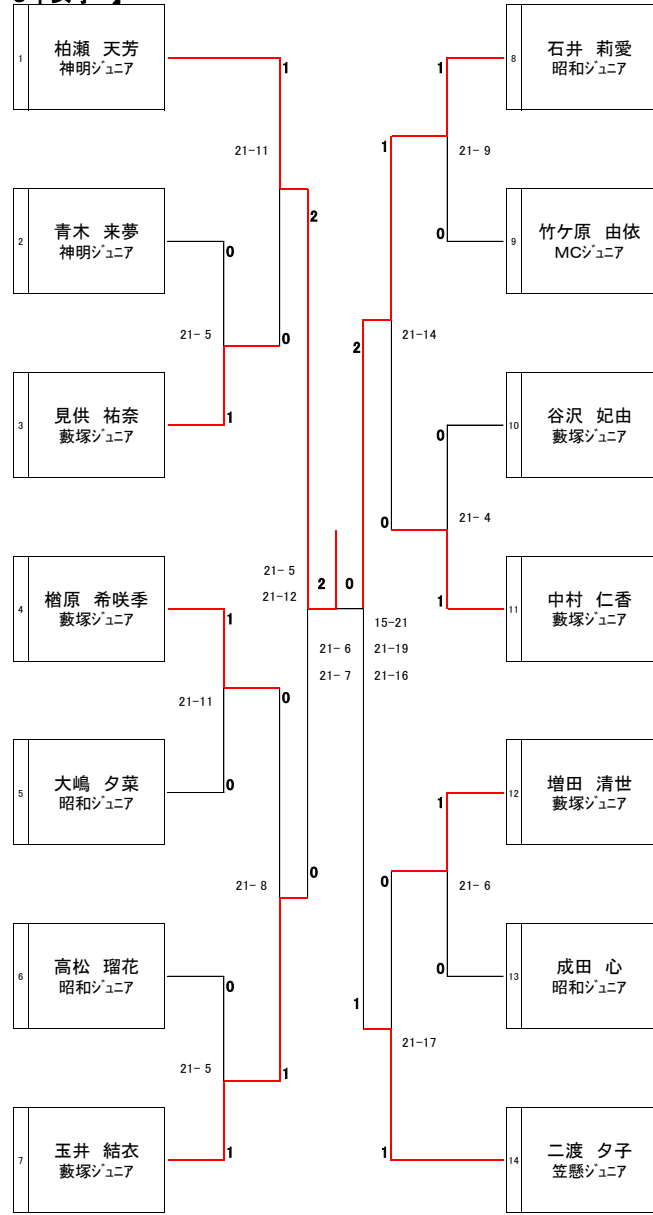 1
柏瀬 天芳
神明ジュニア
2
青木 来夢
神明ジュニア
3
見供 祐奈
藪塚ジュニア
4
楢原 希咲季
藪塚ジュニア
5
大嶋 夕菜
昭和ジュニア
6
高松 瑠花
昭和ジュニア
7
玉井 結衣
藪塚ジュニア
1
21-11
2
0
21- 5
0
1
21- 5
21-12
2
0
1
21-11
0
0
21- 6
21- 7
15-21
21-19
21-16
21- 8
0
0
21- 5
1
1
8
石井 莉愛
昭和ジュニア
9
竹ケ原 由依
MCジュニア
10
谷沢 妃由
藪塚ジュニア
11
中村 仁香
藪塚ジュニア
12
増田 清世
藪塚ジュニア
13
成田 心
昭和ジュニア
14
二渡 夕子
笠懸ジュニア
1
1
21- 9
0
2
21-14
0
0
21- 4
1
1
0
21- 6
0
1
21-17
1